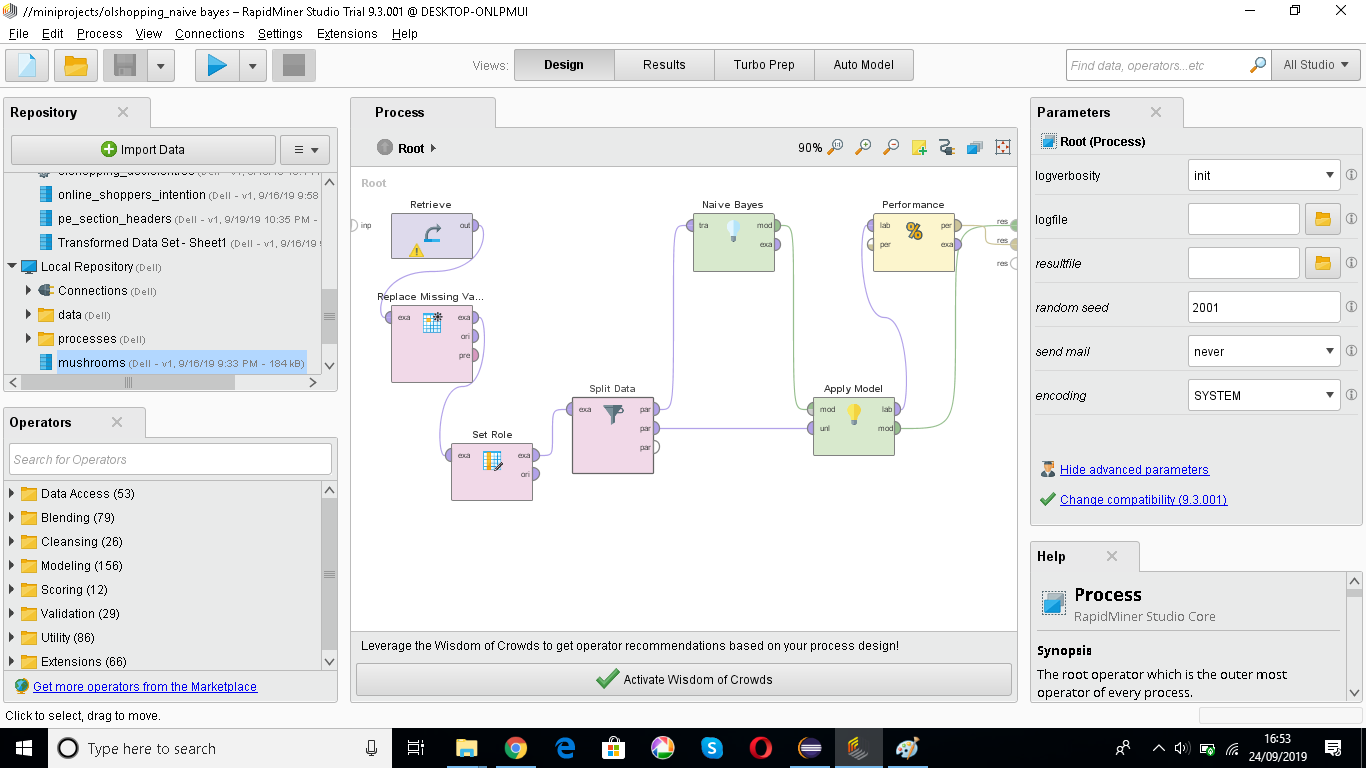 //miniprojects/olshopping_naive bayes – RapidMiner Studio Trial 9.3.001 @ DESKTOP-ONLPMUI
File Edit Process View Connections Settings Extensions Help
Views: Design Results Turbo Prep Auto Model
Find data, operators...etc
All Studio
Repository
Import Data
online_shoppers_intention (Dell - v1, 9/16/19 9:58
pe_section_headers (Dell - v1, 9/19/19 10:35 PM -
Transformed Data Set - Sheet1 (Dell - v1, 9/16/19
Local Repository (Dell)
Connections (Dell)
data (Dell)
processes (Dell)
mushrooms (Dell - v1, 9/16/19 9:33 PM - 184 kB)
Operators
Search for Operators
Data Access (53)
Blending (79)
Cleansing (26)
Modeling (156)
Scoring (12)
Validation (29)
Utility (86)
Extensions (66)
Get more operators from the Marketplace
Process
Root
90%
Root
inp
Retrieve
out
Replace Missing Va...
exa exa
ori
pre
Set Role
exa exa
ori
Split Data
exa par
par
par
Naive Bayes
tra mod
exa
Apply Model
mod lab
unl mod
Performance
lab per
per exa
res
res
res
Leverage the Wisdom of Crowds to get operator recommendations based on your process design!
Activate Wisdom of Crowds
Parameters
Root (Process)
logverbosity init
logfile
resultfile
random seed 2001
send mail never
encoding SYSTEM
Hide advanced parameters
Change compatibility (9.3.001)
Help
Process
RapidMiner Studio Core
Synopsis
The root operator which is the outer most
operator of every process.
Click to select, drag to move.
Type here to search
16:53
24/09/2019